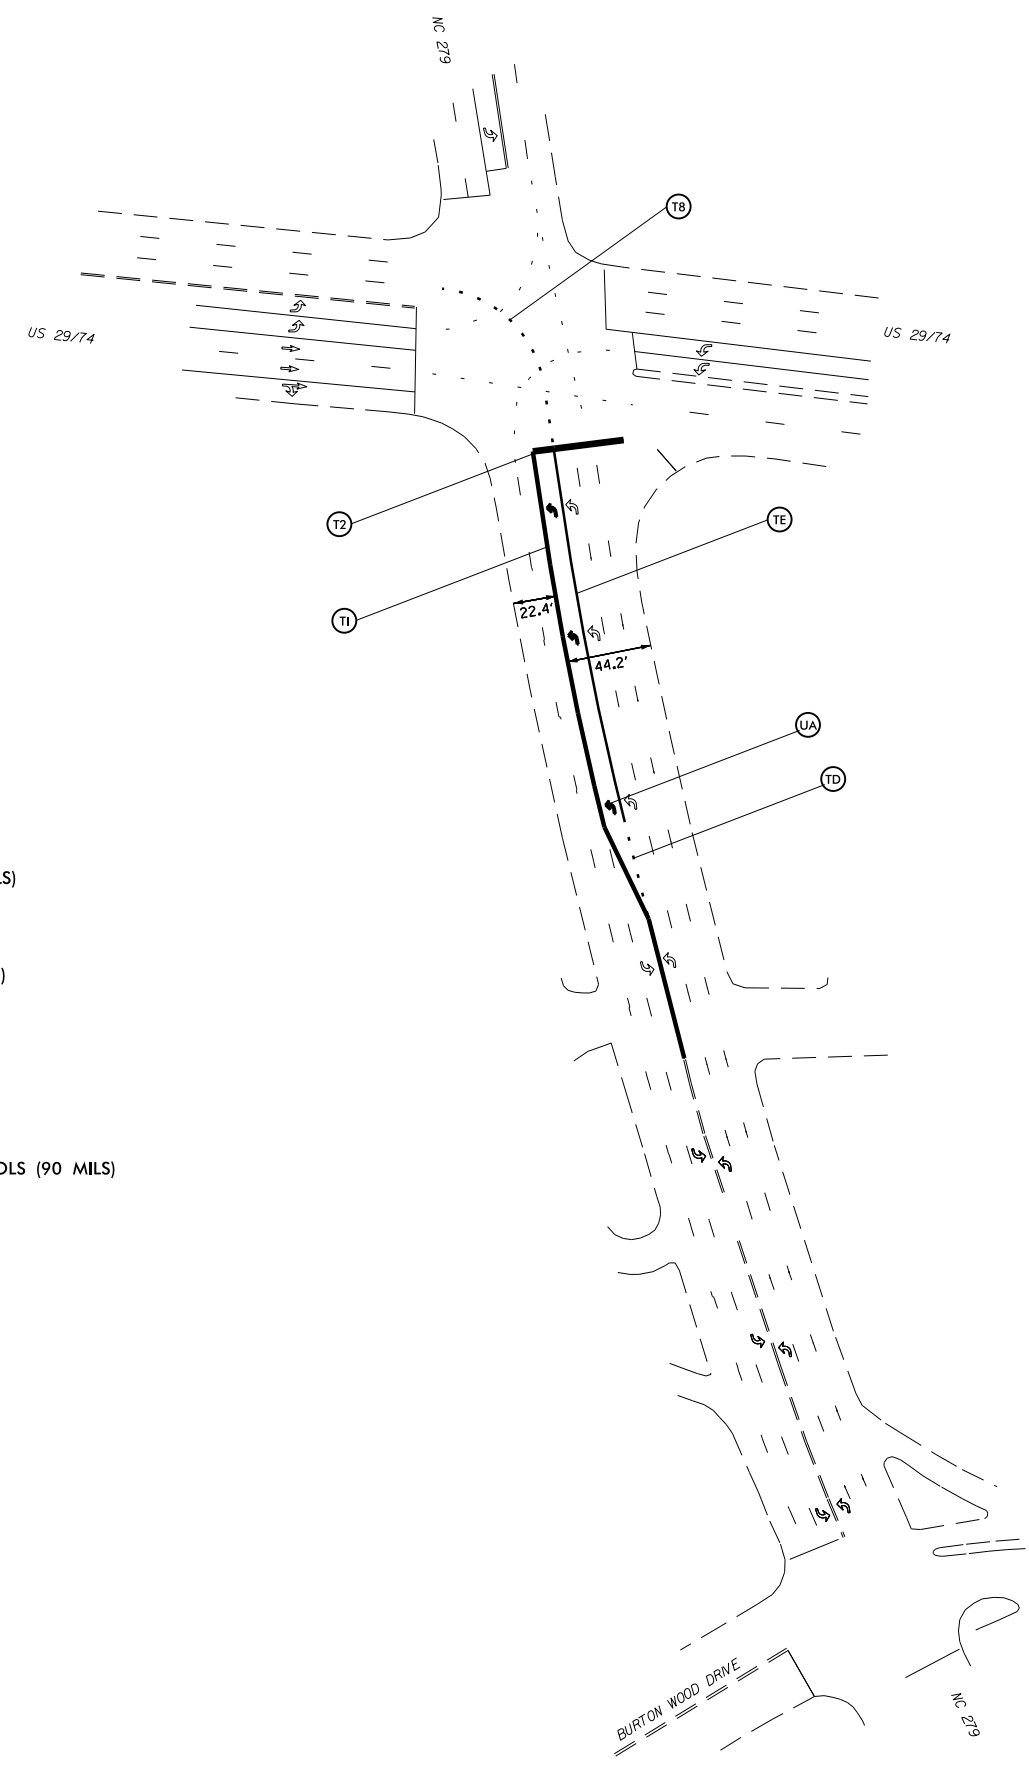 NC 279
T8
US 29/74
US 29/74
T2
TE
TI
22.4'
44.2'
UA
TD
LS)
)
OLS (90 MILS)
BURTON WOOD DRIVE
NC 279